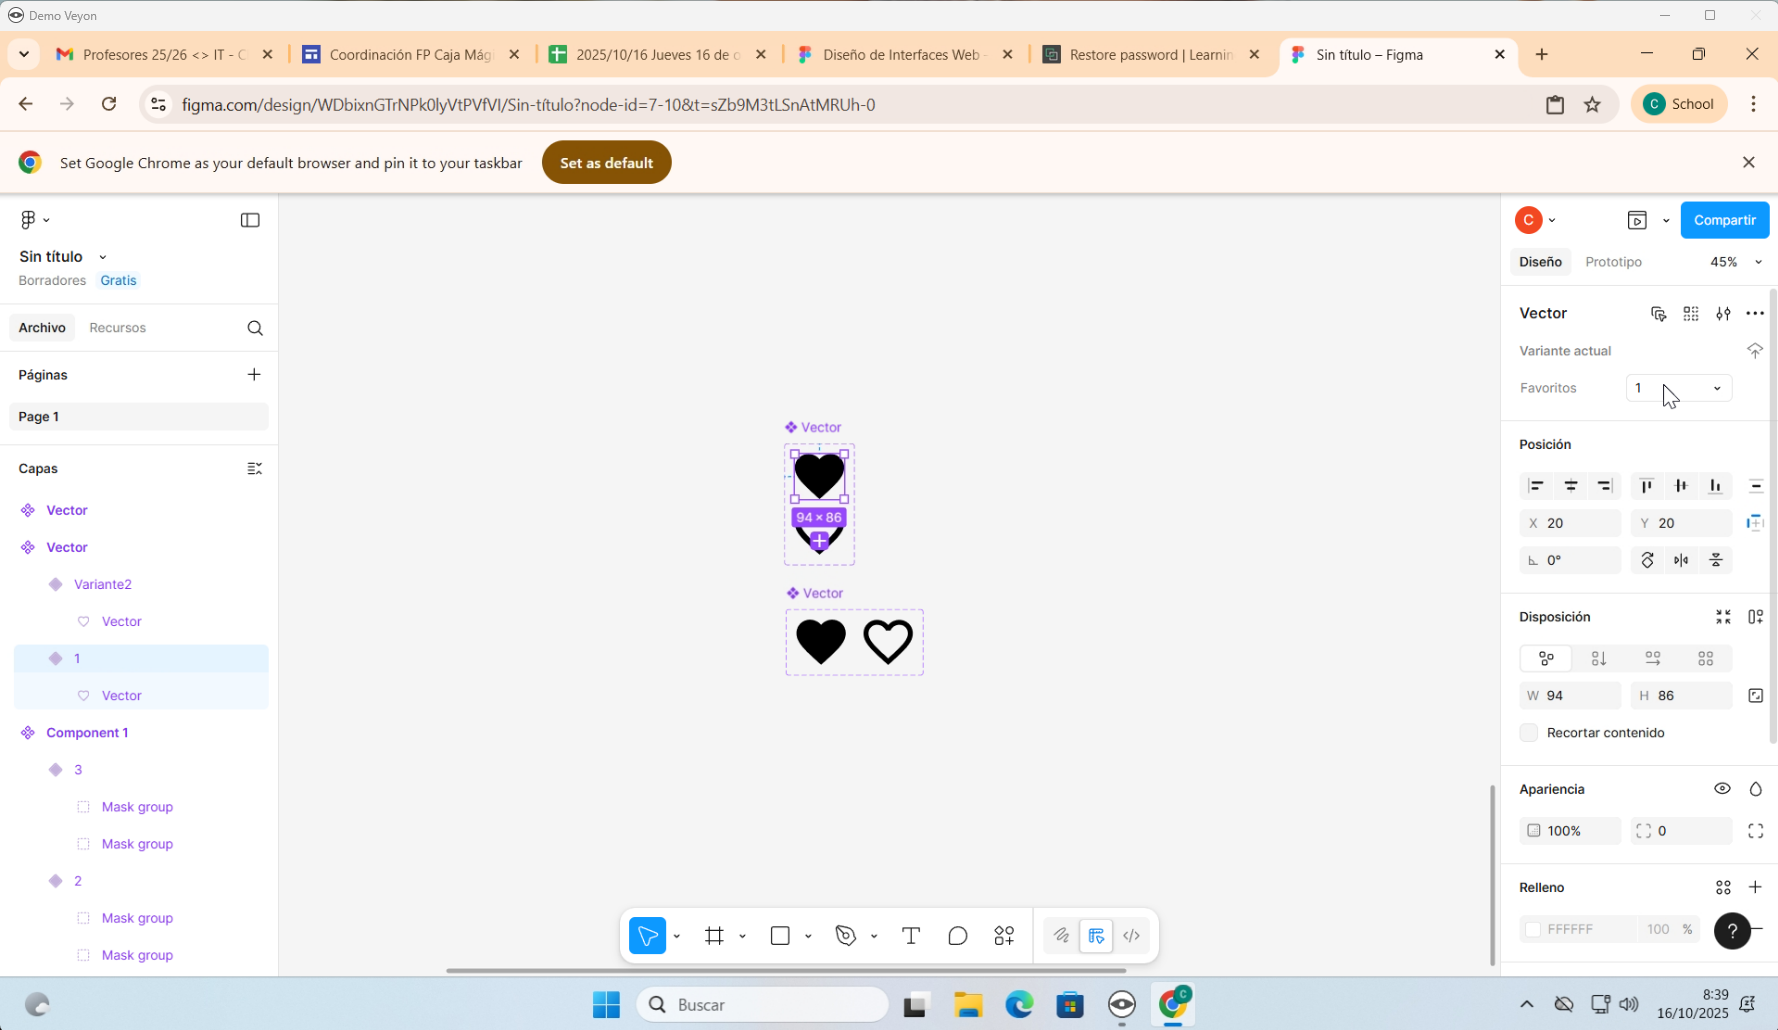 Demo Veyon
Profesores 25/26 <> IT - C
Coordinación FP Caja Mági
2025/10/16 Jueves 16 de o
Diseño de Interfaces Web -
Restore password | Learnin
Sin título – Figma
figma.com/design/WDbixnGTrNPk0lyVtPVfVI/Sin-título?node-id=7-10&t=sZb9M3tLSnAtMRUh-0
C School
Set Google Chrome as your default browser and pin it to your taskbar
Set as default
Sin título
Borradores Gratis
Archivo Recursos
Páginas
Page 1
Capas
Vector
Vector
Variante2
Vector
1
Vector
Component 1
3
Mask group
Mask group
2
Mask group
Mask group
Vector
94 × 86
Vector
C
Compartir
Diseño Prototipo 45%
Vector
Variante actual
Favoritos 1
Posición
X 20 Y 20
0°
Disposición
W 94 H 86
Recortar contenido
Apariencia
100% 0
Relleno
FFFFFF 100 %
?
Buscar
C
8:39
16/10/2025